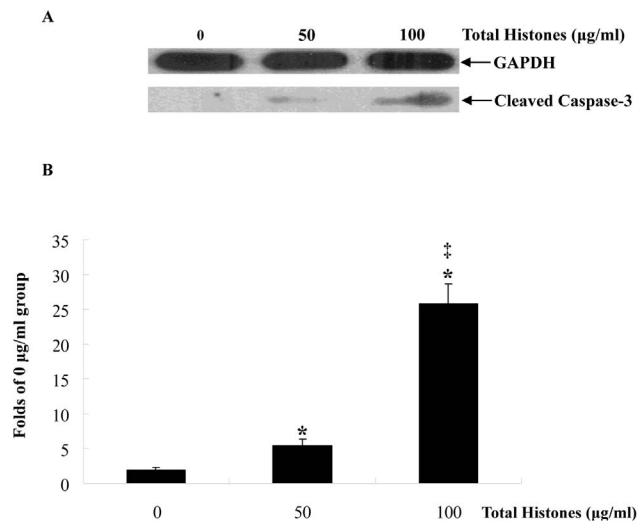 A
0 50 100 Total Histones (µg/ml)
GAPDH
Cleaved Caspase-3
B
Folds of 0 µg/ml group
35
30
25
20
15
10
5
0
*
‡
*
0 50 100 Total Histones (µg/ml)